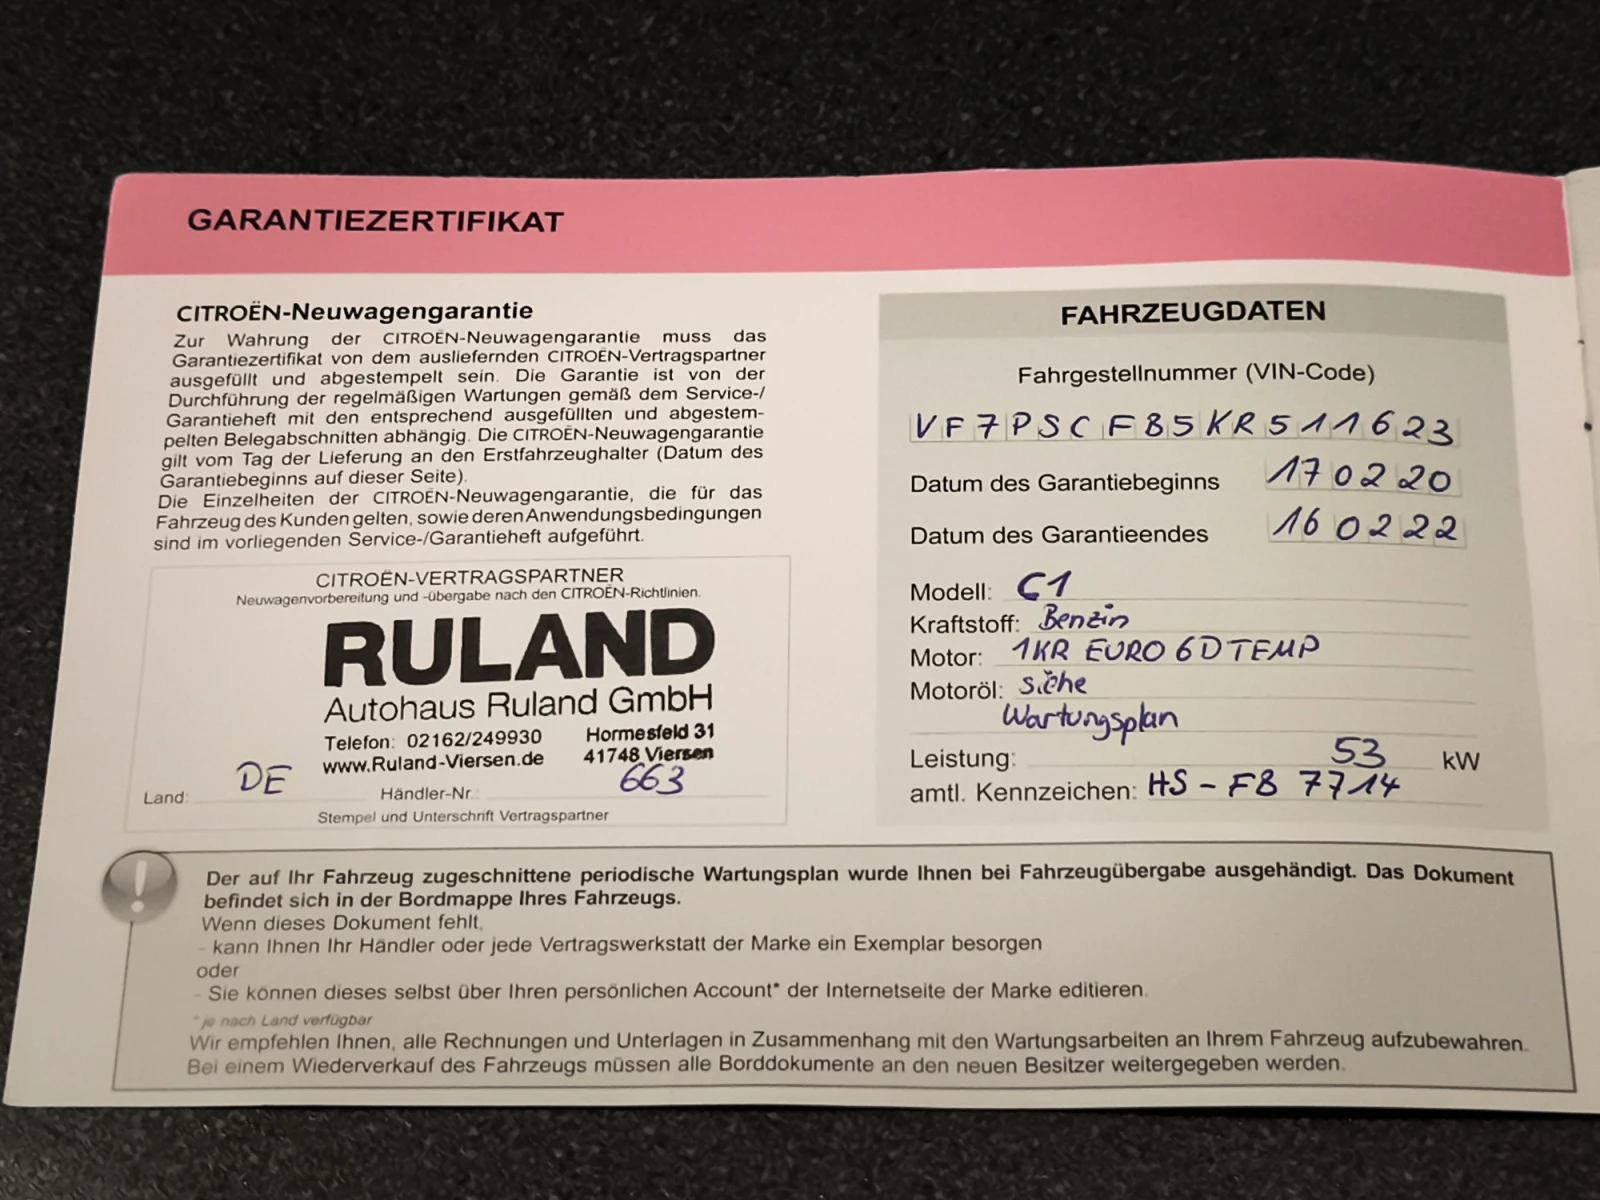 GARANTIEZERTIFIKAT
CITROËN-Neuwagengarantie
Zur Wahrung der CITROËN-Neuwagengarantie muss das
Garantiezertifikat von dem ausliefernden CITROËN-Vertragspartner
ausgefüllt und abgestempelt sein. Die Garantie ist von der
Durchführung der regelmäßigen Wartungen gemäß dem Service-/
Garantieheft mit den entsprechend ausgefüllten und abgestem-
pelten Belegabschnitten abhängig. Die CITROËN-Neuwagengarantie
gilt vom Tag der Lieferung an den Erstfahrzeughalter (Datum des
Garantiebeginns auf dieser Seite).
Die Einzelheiten der CITROËN-Neuwagengarantie, die für das
Fahrzeug des Kunden gelten, sowie deren Anwendungsbedingungen
sind im vorliegenden Service-/Garantieheft aufgeführt.
CITROËN-VERTRAGSPARTNER
Neuwagenvorbereitung und -übergabe nach den CITROËN-Richtlinien.
RULAND
Autohaus Ruland GmbH
Telefon: 02162/249930 Hormesfeld 31
www.Ruland-Viersen.de 41748 Viersen
Land: DE Händler-Nr.: 663
Stempel und Unterschrift Vertragspartner
FAHRZEUGDATEN
Fahrgestellnummer (VIN-Code)
VF7PSCFB5KR511623
Datum des Garantiebeginns 170220
Datum des Garantieendes 160222
Modell: C1
Kraftstoff: Benzin
Motor: 1KR EURO 6D TEMP
Motoröl: siehe
Wartungsplan
Leistung: 53 kW
amtl. Kennzeichen: HS - FB 7714
Der auf Ihr Fahrzeug zugeschnittene periodische Wartungsplan wurde Ihnen bei Fahrzeugübergabe ausgehändigt. Das Dokument
befindet sich in der Bordmappe Ihres Fahrzeugs.
Wenn dieses Dokument fehlt,
- kann Ihnen Ihr Händler oder jede Vertragswerkstatt der Marke ein Exemplar besorgen
oder
- Sie können dieses selbst über Ihren persönlichen Account* der Internetseite der Marke editieren.
* je nach Land verfügbar
Wir empfehlen Ihnen, alle Rechnungen und Unterlagen in Zusammenhang mit den Wartungsarbeiten an Ihrem Fahrzeug aufzubewahren.
Bei einem Wiederverkauf des Fahrzeugs müssen alle Borddokumente an den neuen Besitzer weitergegeben werden.